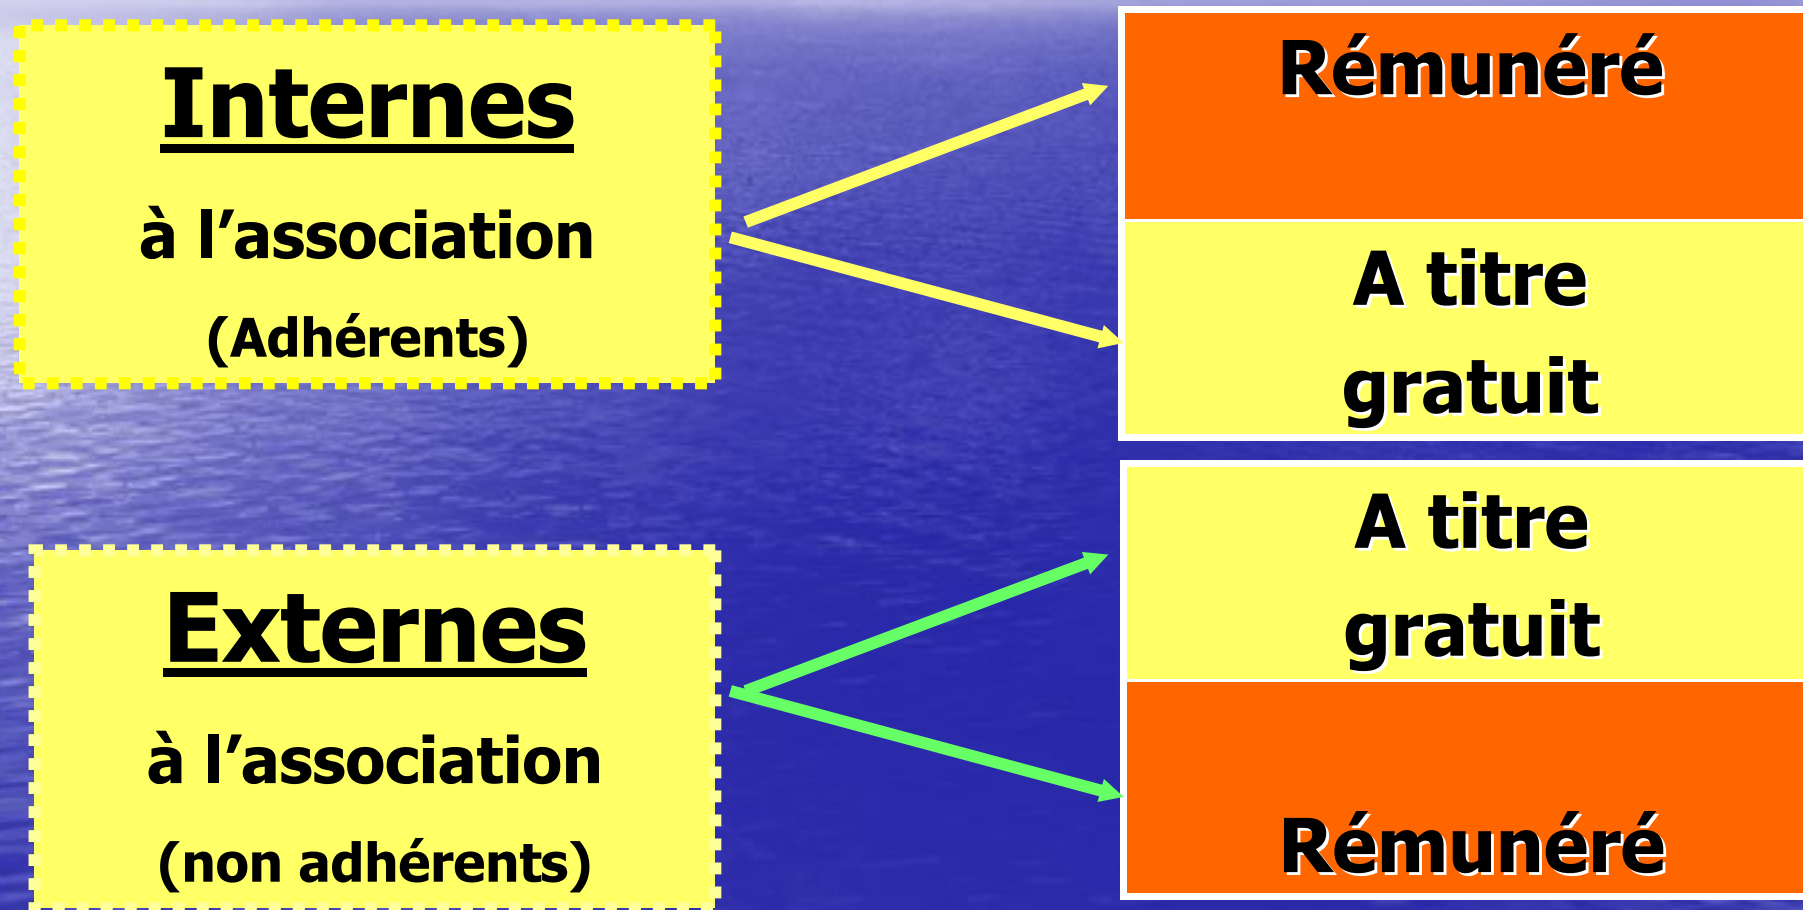 Internes
à l’association
(Adhérents)
Rémunéré
A titre
gratuit
Externes
à l’association
(non adhérents)
A titre
gratuit
Rémunéré